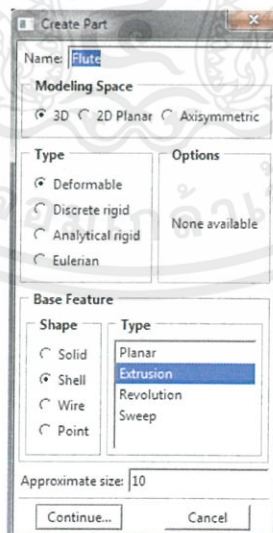 Create Part
Name: Flute
Modeling Space
3D 2D Planar Axisymmetric
Type
Deformable
Discrete rigid
Analytical rigid
Eulerian
Options
None available
Base Feature
Shape
Solid
Shell
Wire
Point
Type
Planar
Extrusion
Revolution
Sweep
Approximate size: 10
Continue...
Cancel